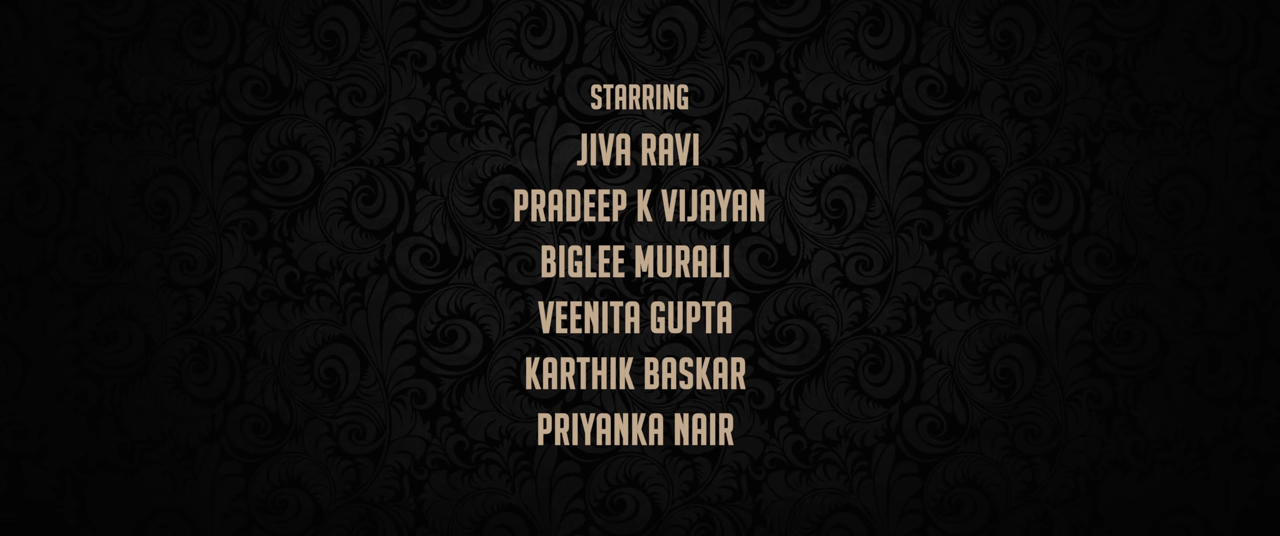 STARRING
JIVA RAVI
PRADEEP K VIJAYAN
BIGLEE MURALI
VEENITA GUPTA
KARTHIK BASKAR
PRIYANKA NAIR